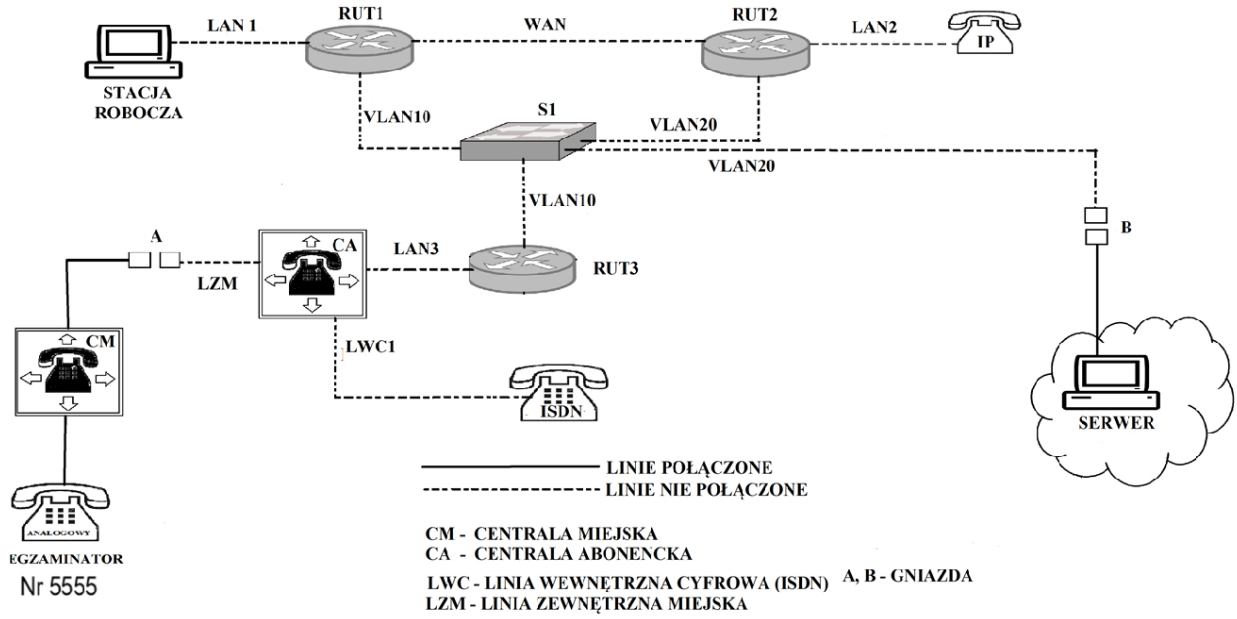 LAN 1
RUT1
WAN
RUT2
LAN2
IP
STACJA
ROBOCZA
VLAN10
S1
VLAN20
VLAN20
VLAN10
A
CA
LAN3
LZM
RUT3
B
CM
LWC1
ISDN
SERWER
ANALOGOWY
EGZAMINATOR
Nr 5555
LINIE POŁĄCZONE
LINIE NIE POŁĄCZONE
CM - CENTRALA MIEJSKA
CA - CENTRALA ABONENCKA
LWC - LINIA WEWNĘTRZNA CYFROWA (ISDN) A, B - GNIAZDA
LZM - LINIA ZEWNĘTRZNA MIEJSKA